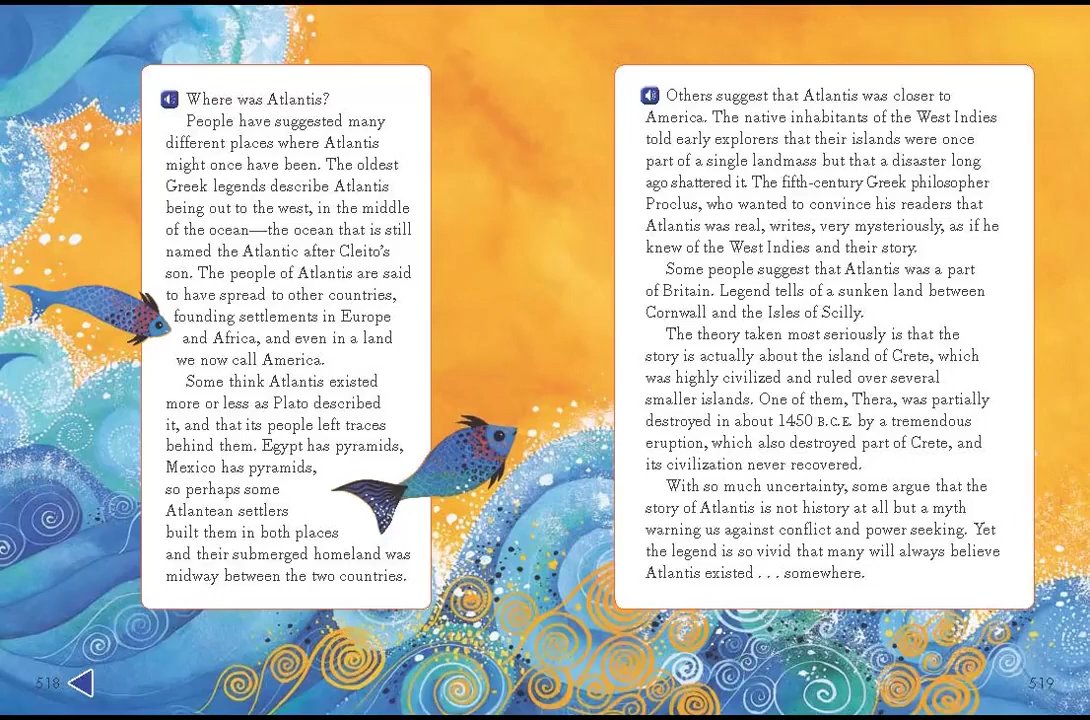 Where was Atlantis?
People have suggested many
different places where Atlantis
might once have been. The oldest
Greek legends describe Atlantis
being out to the west, in the middle
of the ocean—the ocean that is still
named the Atlantic after Cleito's
son. The people of Atlantis are said
to have spread to other countries,
founding settlements in Europe
and Africa, and even in a land
we now call America.
Some think Atlantis existed
more or less as Plato described
it, and that its people left traces
behind them. Egypt has pyramids,
Mexico has pyramids,
so perhaps some
Atlantean settlers
built them in both places
and their submerged homeland was
midway between the two countries.
518
Others suggest that Atlantis was closer to
America. The native inhabitants of the West Indies
told early explorers that their islands were once
part of a single landmass but that a disaster long
ago shattered it. The fifth-century Greek philosopher
Proclus, who wanted to convince his readers that
Atlantis was real, writes, very mysteriously, as if he
knew of the West Indies and their story.
Some people suggest that Atlantis was a part
of Britain. Legend tells of a sunken land between
Cornwall and the Isles of Scilly.
The theory taken most seriously is that the
story is actually about the island of Crete, which
was highly civilized and ruled over several
smaller islands. One of them, Thera, was partially
destroyed in about 1450 B.C.E. by a tremendous
eruption, which also destroyed part of Crete, and
its civilization never recovered.
With so much uncertainty, some argue that the
story of Atlantis is not history at all but a myth
warning us against conflict and power seeking. Yet
the legend is so vivid that many will always believe
Atlantis existed . . . somewhere.
519